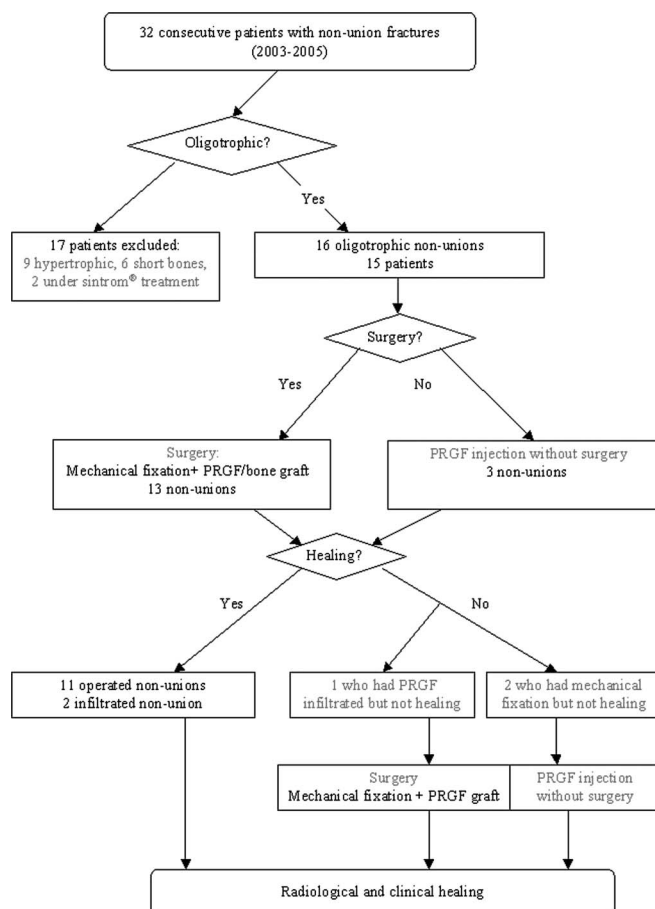 32 consecutive patients with non-union fractures
(2003-2005)
Oligotrophic?
Yes
17 patients excluded:
9 hypertrophic, 6 short bones,
2 under sintrom® treatment
16 oligotrophic non-unions
15 patients
Surgery?
Yes
No
Surgery:
Mechanical fixation+ PRGF/bone graft
13 non-unions
PRGF injection without surgery
3 non-unions
Healing?
Yes
No
11 operated non-unions
2 infiltrated non-union
1 who had PRGF
infiltrated but not healing
2 who had mechanical
fixation but not healing
Surgery
Mechanical fixation + PRGF graft
PRGF injection
without surgery
Radiological and clinical healing